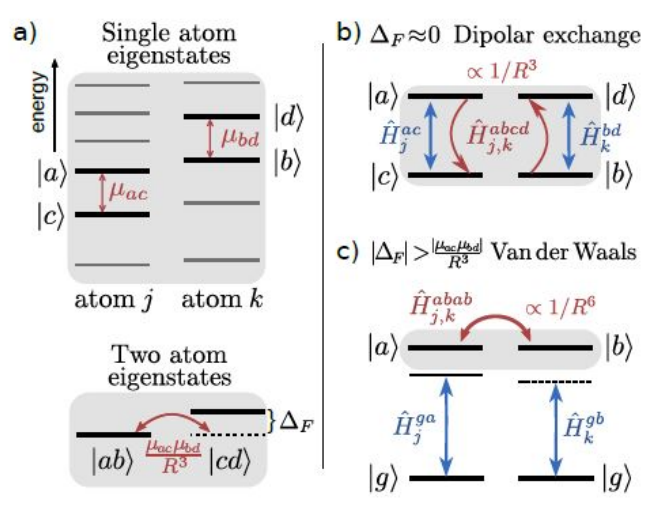 a)
Single atom
eigenstates
energy
|d⟩
μ_bd
|b⟩
|a⟩
μ_ac
|c⟩
atom j
atom k
Two atom
eigenstates
Δ_F
|ab⟩
μ_ac μ_bd / R³
|cd⟩
b) Δ_F≈0 Dipolar exchange
∝ 1/R³
|a⟩
|d⟩
Ĥ_j^ac
Ĥ_j,k^abcd
Ĥ_k^bd
|c⟩
|b⟩
c) |Δ_F| > |μ_ac μ_bd| / R³ Van der Waals
Ĥ_j,k^abab
∝ 1/R⁶
|a⟩
|b⟩
Ĥ_j^ga
Ĥ_k^gb
|g⟩
|g⟩